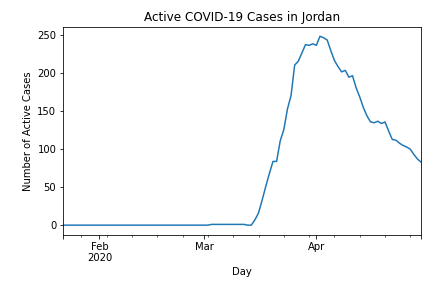 Active COVID-19 Cases in Jordan
250
200
150
100
50
0
Number of Active Cases
Feb
2020
Mar
Apr
Day